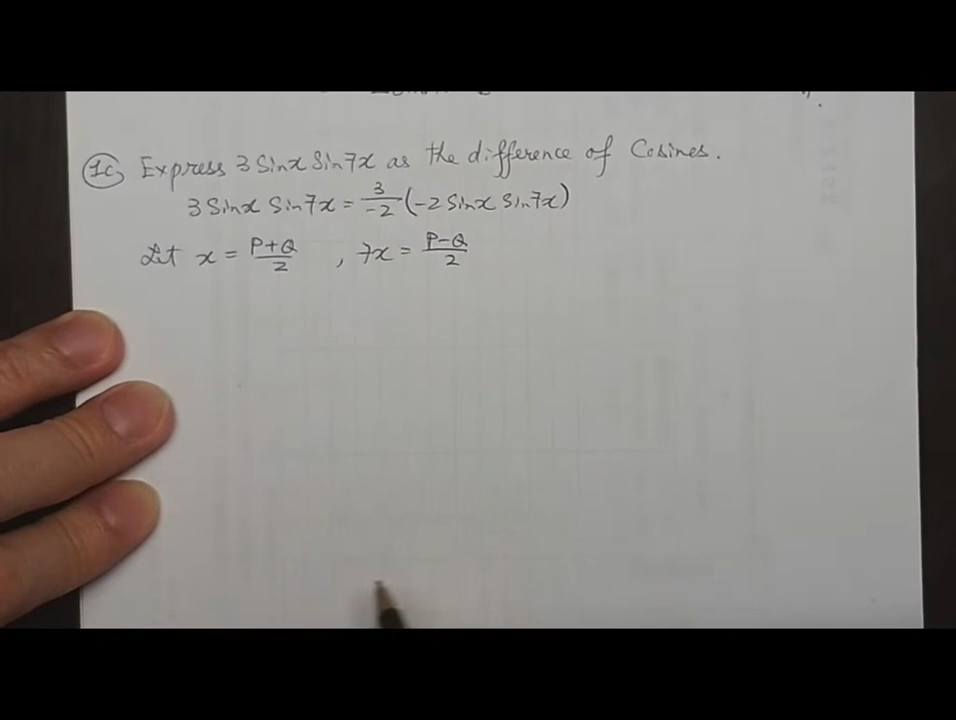 1c, Express 3 Sinx Sin7x as the difference of Cosines.
3 Sinx Sin7x = 3/-2 (-2 Sinx Sin7x)
Let x = P+Q/2 , 7x = P-Q/2